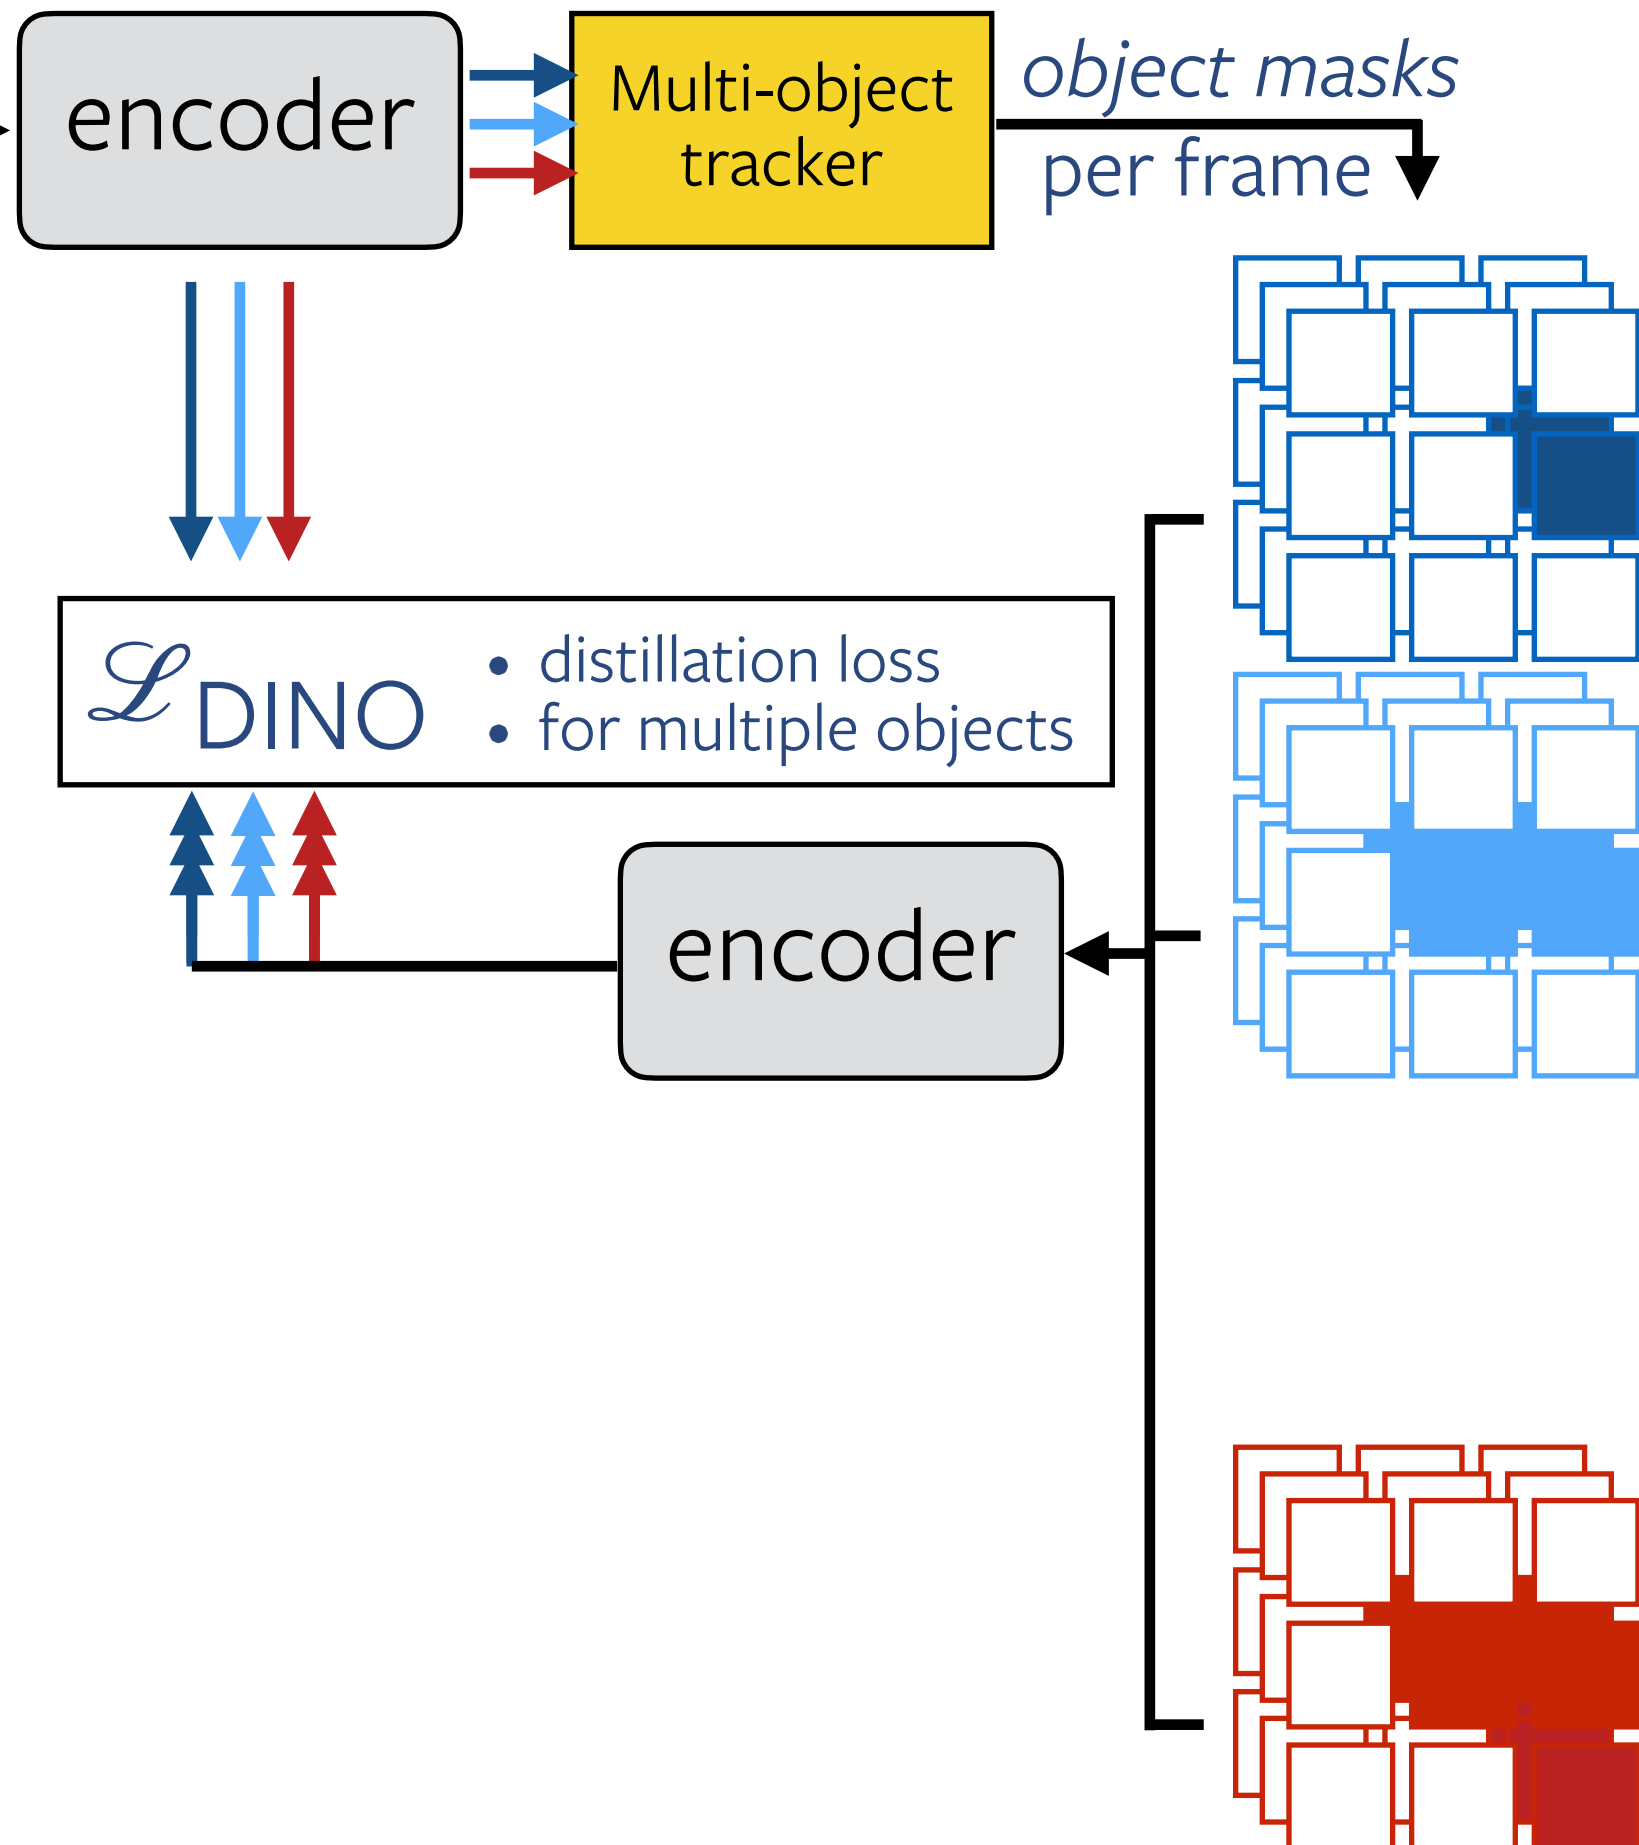 encoder
Multi-object
tracker
object masks
per frame
ℒ DINO
• distillation loss
• for multiple objects
encoder